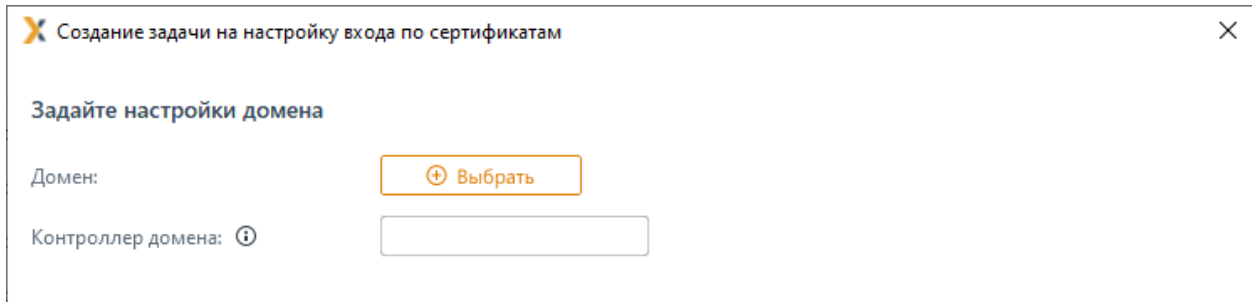 Создание задачи на настройку входа по сертификатам
Задайте настройки домена
Домен:
Выбрать
Контроллер домена: